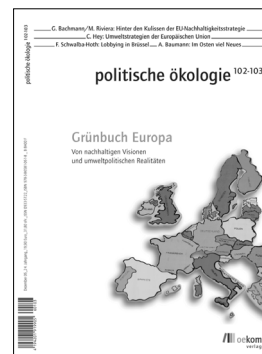 G. Bachmann/M. Riviera: Hinter den Kulissen der EU-Nachhaltigkeitsstrategie
C. Hey: Umweltstrategien der Europäischen Union
F. Schwalba-Hoth: Lobbying in Brüssel A. Baumann: Im Osten viel Neues
politische ökologie 102-103
politische ökologie 102-103
Grünbuch Europa
Von nachhaltigen Visionen
und umweltpolitischen Realitäten
oekom
verlag